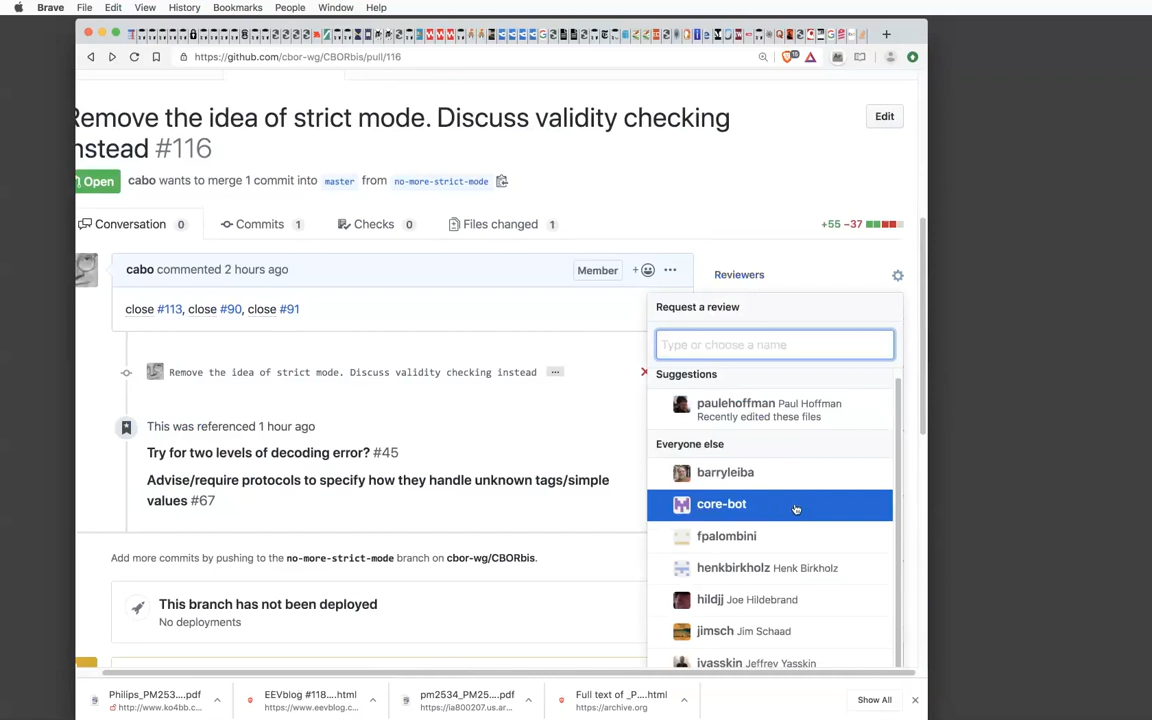 Brave File Edit View History Bookmarks People Window Help
https://github.com/cbor-wg/CBORbis/pull/116
Remove the idea of strict mode. Discuss validity checking
instead #116
Edit
Open cabo wants to merge 1 commit into master from no-more-strict-mode
Conversation 0 Commits 1 Checks 0 Files changed 1 +55 −37
cabo commented 2 hours ago Member
Reviewers
close #113, close #90, close #91
Request a review
Type or choose a name
Suggestions
paulehoffman Paul Hoffman
Recently edited these files
Everyone else
barryleiba
core-bot
fpalombini
henkbirkholz Henk Birkholz
hildjj Joe Hildebrand
jimsch Jim Schaad
jyasskin Jeffrey Yasskin
Remove the idea of strict mode. Discuss validity checking instead ...
This was referenced 1 hour ago
Try for two levels of decoding error? #45
Advise/require protocols to specify how they handle unknown tags/simple
values #67
Add more commits by pushing to the no-more-strict-mode branch on cbor-wg/CBORbis.
This branch has not been deployed
No deployments
Philips_PM253....pdf
http://www.ko4bb.c...
EEVblog #118....html
https://www.eevblog.c...
pm2534_PM25....pdf
https://ia800207.us.ar...
Full text of _P....html
https://archive.org
Show All